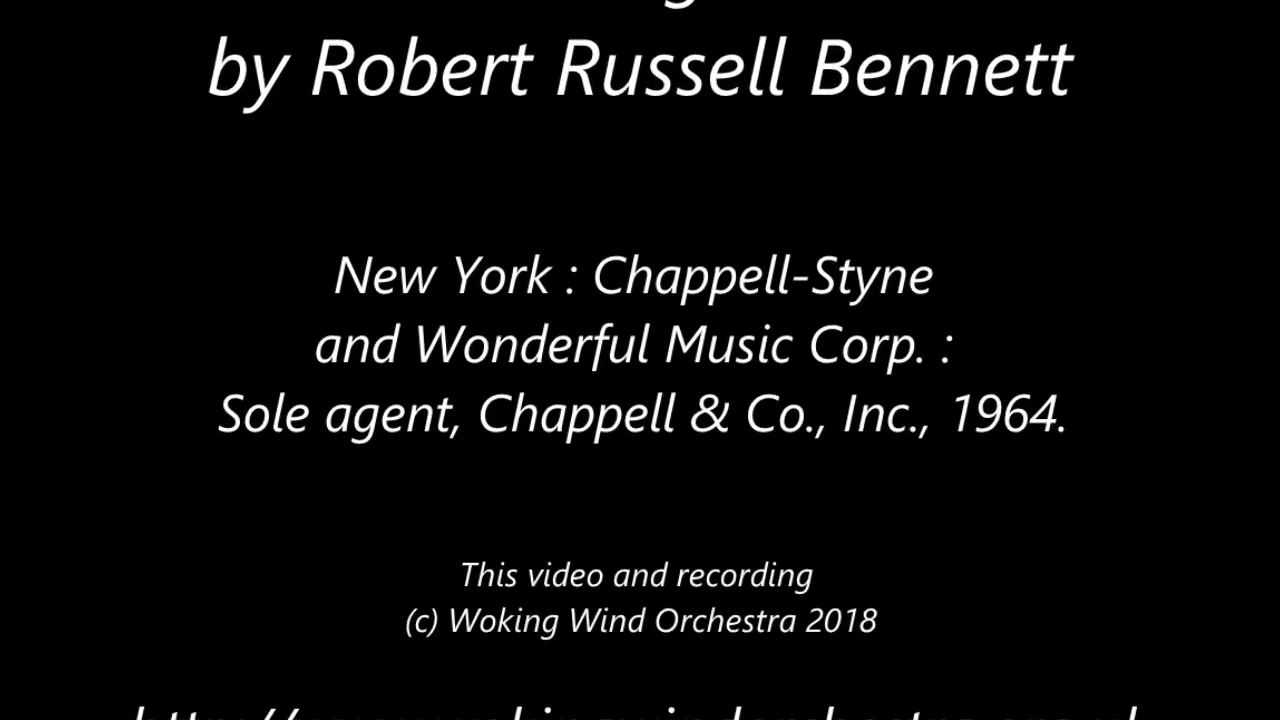 by Robert Russell Bennett
New York : Chappell-Styne
and Wonderful Music Corp. :
Sole agent, Chappell & Co., Inc., 1964.
This video and recording
(c) Woking Wind Orchestra 2018